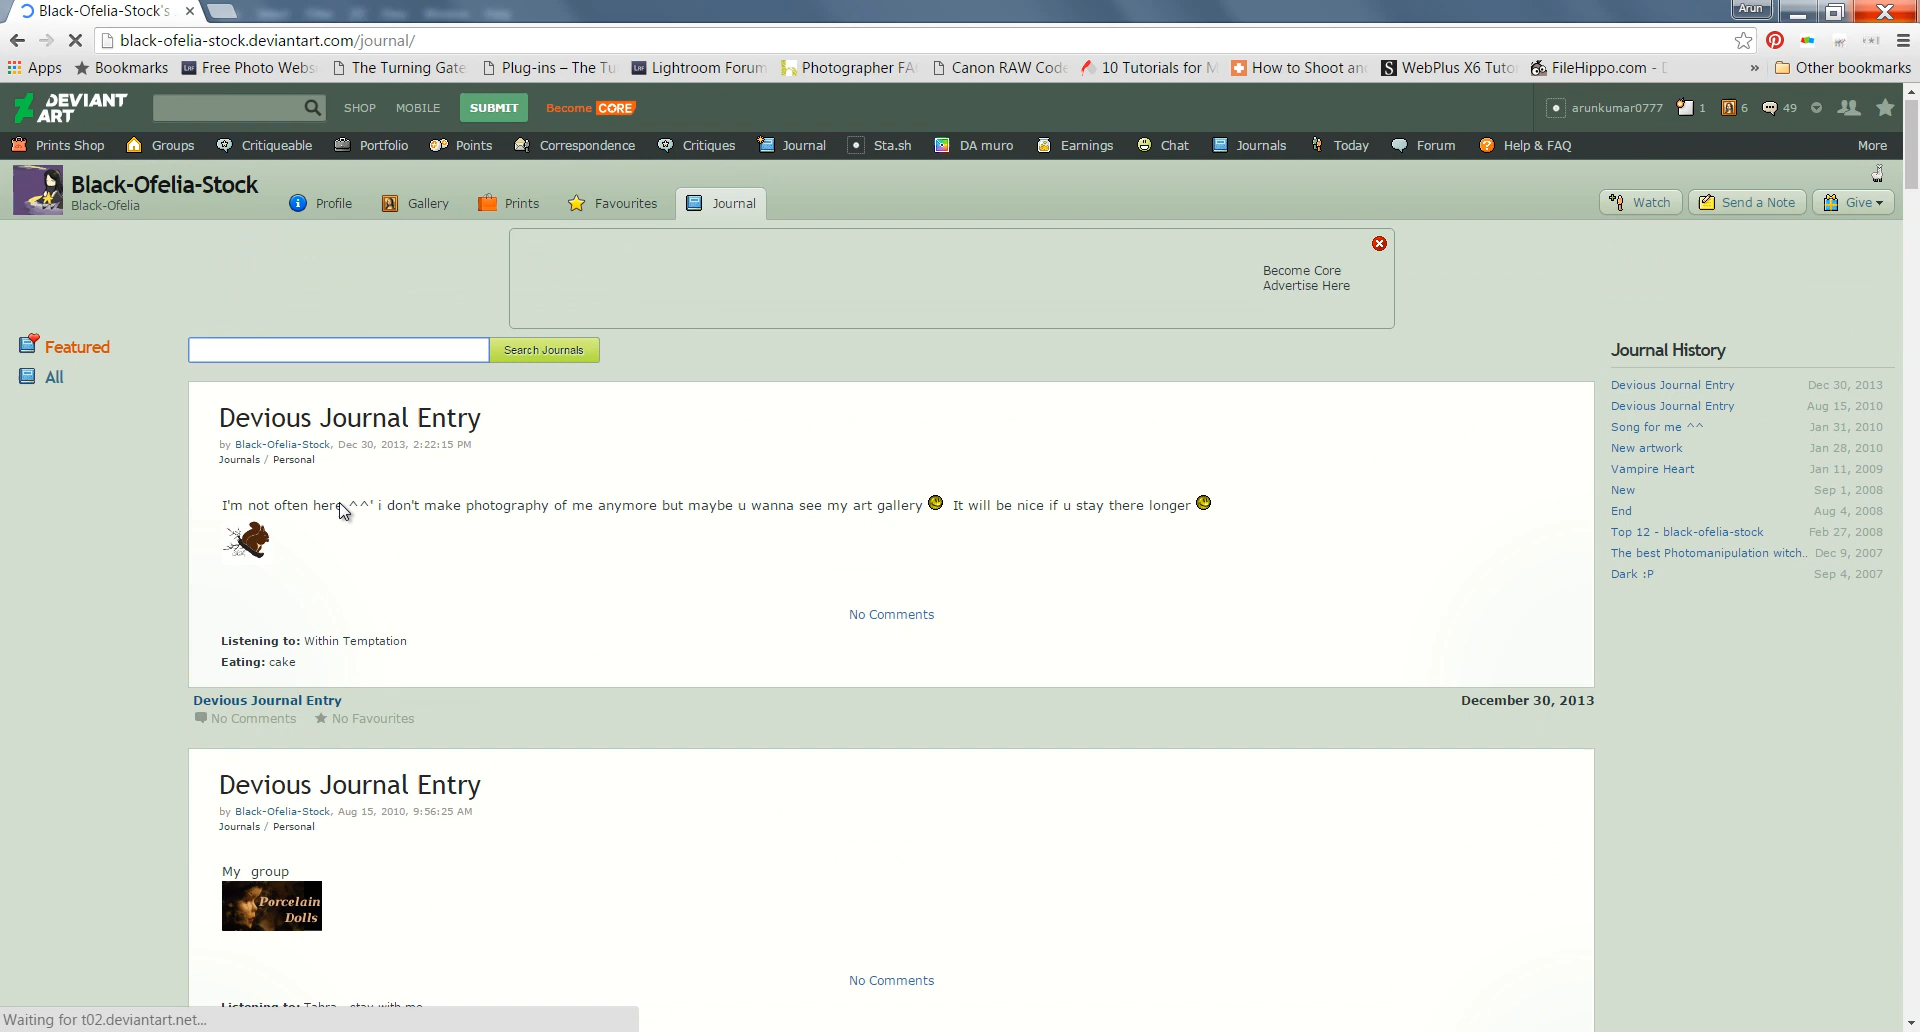 Black-Ofelia-Stock's
Arun
black-ofelia-stock.deviantart.com/journal/
Apps Bookmarks Free Photo Webs The Turning Gate Plug-ins – The Tu Lightroom Forum Photographer FA Canon RAW Code 10 Tutorials for M How to Shoot an WebPlus X6 Tuto FileHippo.com - D » Other bookmarks
DEVIANT ART SHOP MOBILE SUBMIT Become CORE arunkumar0777 1 6 49
Prints Shop Groups Critiqueable Portfolio Points Correspondence Critiques Journal Sta.sh DA muro Earnings Chat Journals Today Forum Help & FAQ More
Black-Ofelia-Stock
Black-Ofelia
Profile Gallery Prints Favourites Journal Watch Send a Note Give
Become Core
Advertise Here
Featured
All
Search Journals
Journal History
Devious Journal Entry Dec 30, 2013
Devious Journal Entry Aug 15, 2010
Song for me ^^ Jan 31, 2010
New artwork Jan 28, 2010
Vampire Heart Jan 11, 2009
New Sep 1, 2008
End Aug 4, 2008
Top 12 - black-ofelia-stock Feb 27, 2008
The best Photomanipulation witch.. Dec 9, 2007
Dark :P Sep 4, 2007
Devious Journal Entry
by Black-Ofelia-Stock, Dec 30, 2013, 2:22:15 PM
Journals / Personal
I'm not often here ^^' i don't make photography of me anymore but maybe u wanna see my art gallery It will be nice if u stay there longer
No Comments
Listening to: Within Temptation
Eating: cake
Devious Journal Entry December 30, 2013
No Comments No Favourites
Devious Journal Entry
by Black-Ofelia-Stock, Aug 15, 2010, 9:56:25 AM
Journals / Personal
My group
Porcelain
Dolls
No Comments
Listening to: Tabra - stay with me
Waiting for t02.deviantart.net...